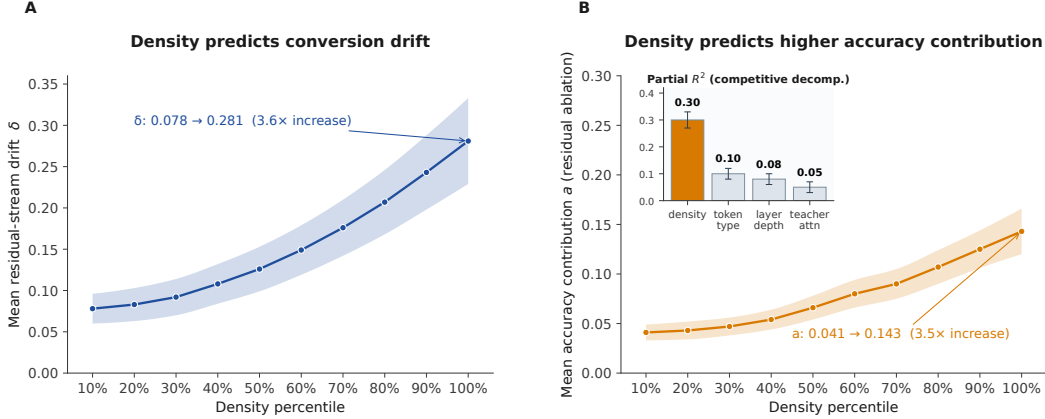 A
Density predicts conversion drift
Mean residual-stream drift δ
0.35
0.30
0.25
0.20
0.15
0.10
0.05
0.00
δ: 0.078 → 0.281 (3.6× increase)
10% 20% 30% 40% 50% 60% 70% 80% 90% 100%
Density percentile
B
Density predicts higher accuracy contribution
Mean accuracy contribution a (residual ablation)
0.30
0.25
0.20
0.15
0.10
0.05
0.00
Partial R² (competitive decomp.)
0.4
0.3
0.2
0.1
0.0
0.30
0.10
0.08
0.05
density
token type
layer depth
teacher attn
a: 0.041 → 0.143 (3.5× increase)
10% 20% 30% 40% 50% 60% 70% 80% 90% 100%
Density percentile